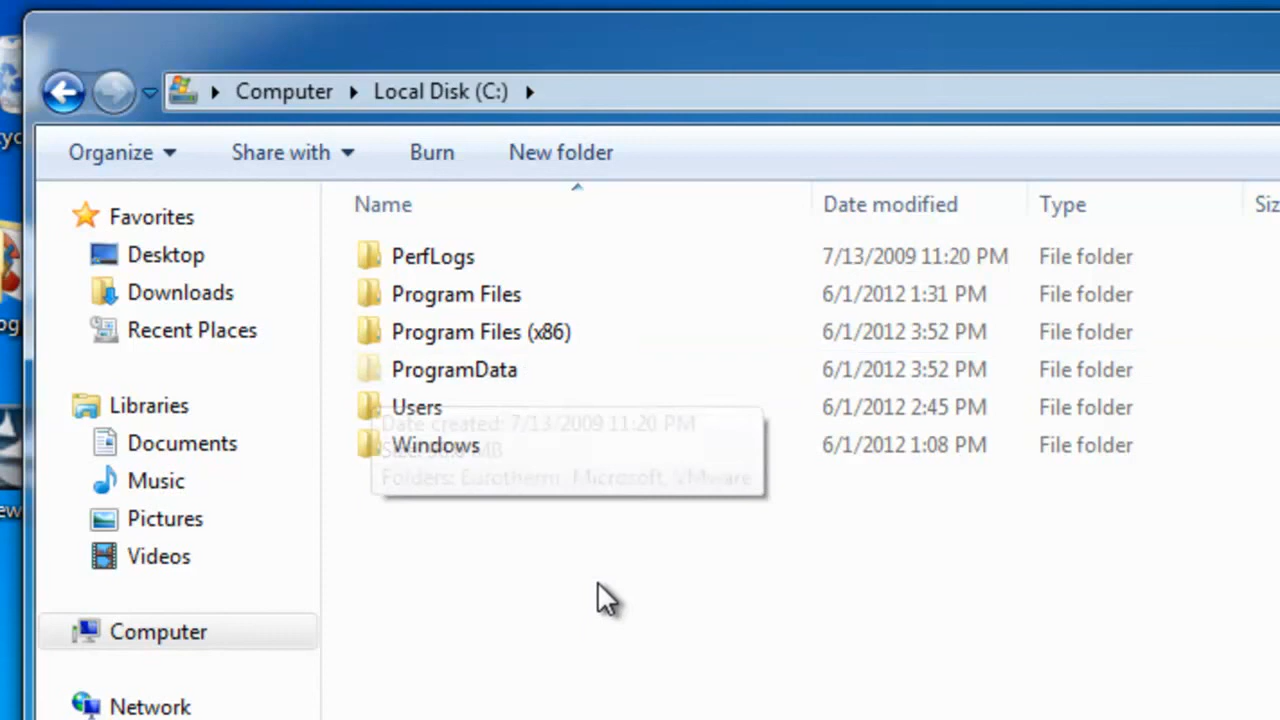 Computer Local Disk (C:)
Organize Share with Burn New folder
Favorites
Desktop
Downloads
Recent Places
Libraries
Documents
Music
Pictures
Videos
Computer
Network
Name Date modified Type
PerfLogs 7/13/2009 11:20 PM File folder
Program Files 6/1/2012 1:31 PM File folder
Program Files (x86) 6/1/2012 3:52 PM File folder
ProgramData 6/1/2012 3:52 PM File folder
Users 6/1/2012 2:45 PM File folder
Windows 6/1/2012 1:08 PM File folder
Date created: 7/13/2009 11:20 PM
Folders: Eurotherm, Microsoft, VMware